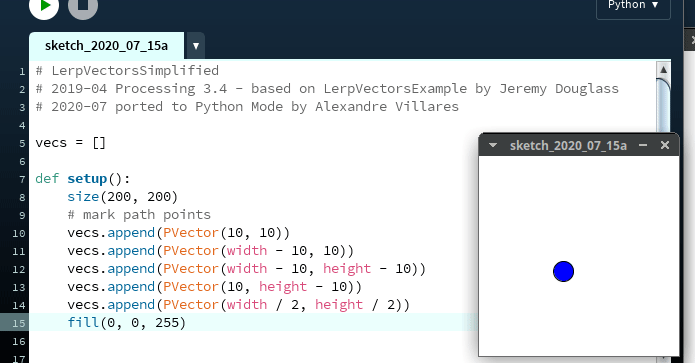 Python ▾
sketch_2020_07_15a ▾
1 # LerpVectorsSimplified
2 # 2019-04 Processing 3.4 - based on LerpVectorsExample by Jeremy Douglass
3 # 2020-07 ported to Python Mode by Alexandre Villares
4
5 vecs = []
6
7 def setup():
8     size(200, 200)
9     # mark path points
10     vecs.append(PVector(10, 10))
11     vecs.append(PVector(width - 10, 10))
12     vecs.append(PVector(width - 10, height - 10))
13     vecs.append(PVector(10, height - 10))
14     vecs.append(PVector(width / 2, height / 2))
15     fill(0, 0, 255)
16
17
sketch_2020_07_15a